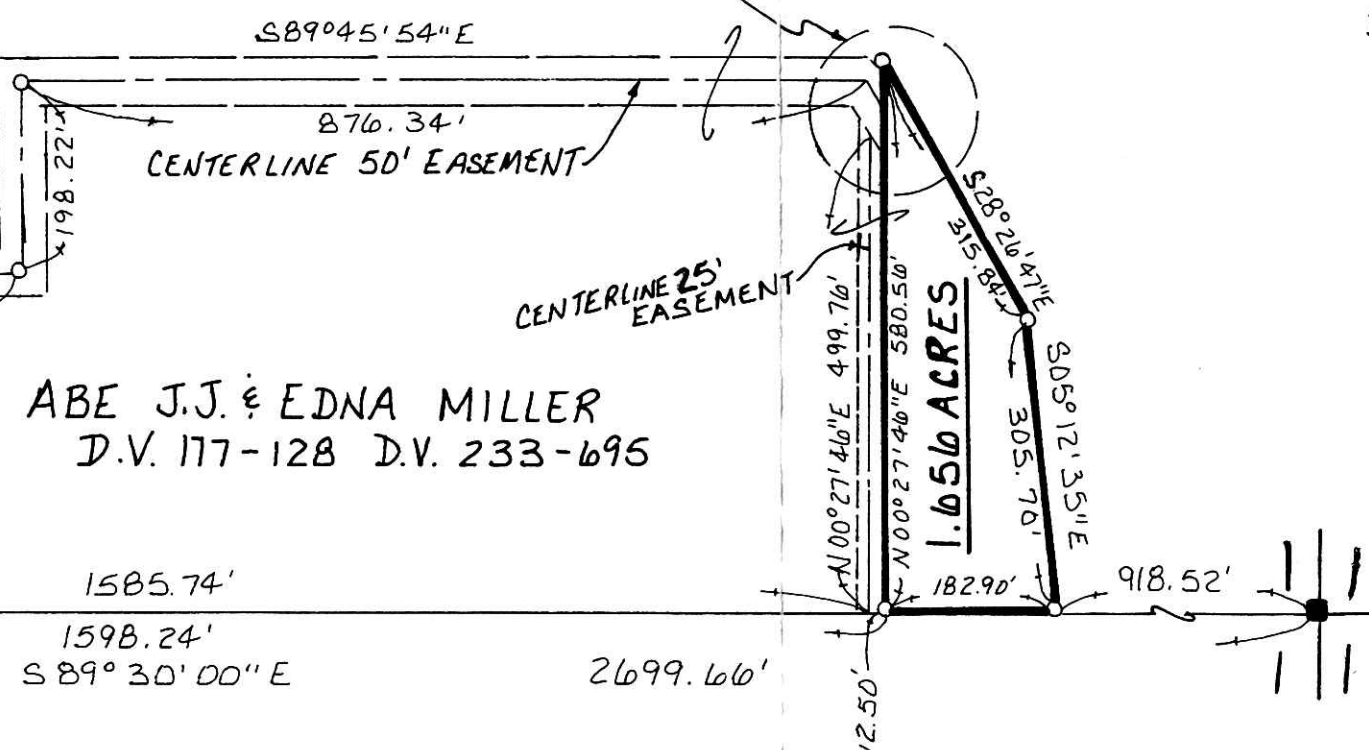 S89°45'54"E
876.34'
CENTERLINE 50' EASEMENT
198.22'
CENTERLINE 25'
EASEMENT
N00°27'46"E 499.76'
N00°27'46"E 580.56'
1.656 ACRES
S28°26'47"E
315.84'
S05°12'35"E
305.70'
ABE J.J. & EDNA MILLER
D.V. 177-128 D.V. 233-695
1585.74'
1598.24'
S 89° 30' 00" E
2699.66'
12.50'
182.90'
918.52'